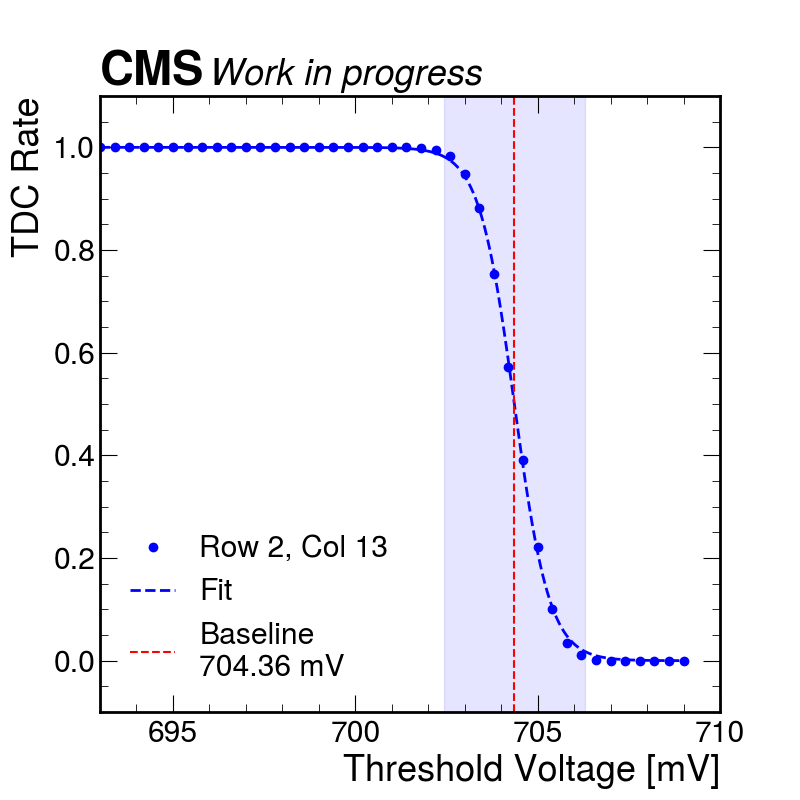 CMS Work in progress
TDC Rate
1.0
0.8
0.6
0.4
0.2
0.0
Row 2, Col 13
Fit
Baseline
704.36 mV
695 700 705 710
Threshold Voltage [mV]